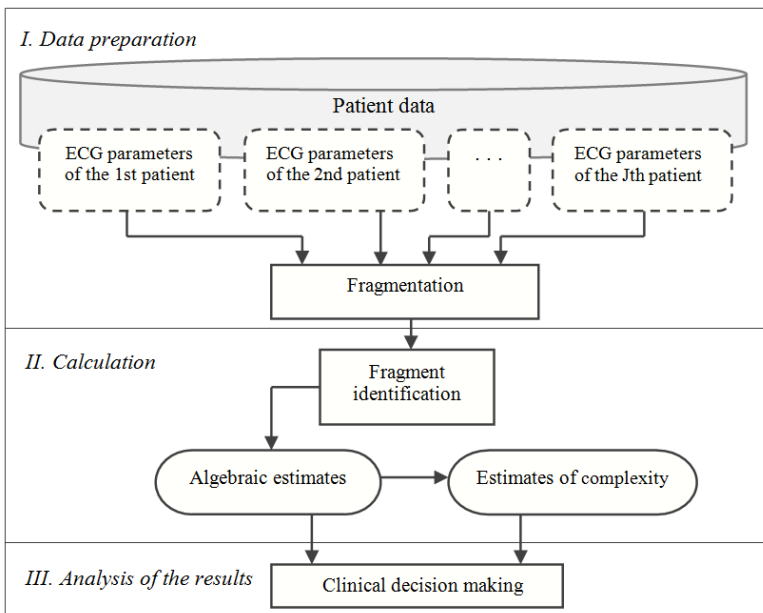 I. Data preparation
Patient data
ECG parameters
of the 1st patient
ECG parameters
of the 2nd patient
. . .
ECG parameters
of the Jth patient
Fragmentation
II. Calculation
Fragment
identification
Algebraic estimates
Estimates of complexity
III. Analysis of the results
Clinical decision making